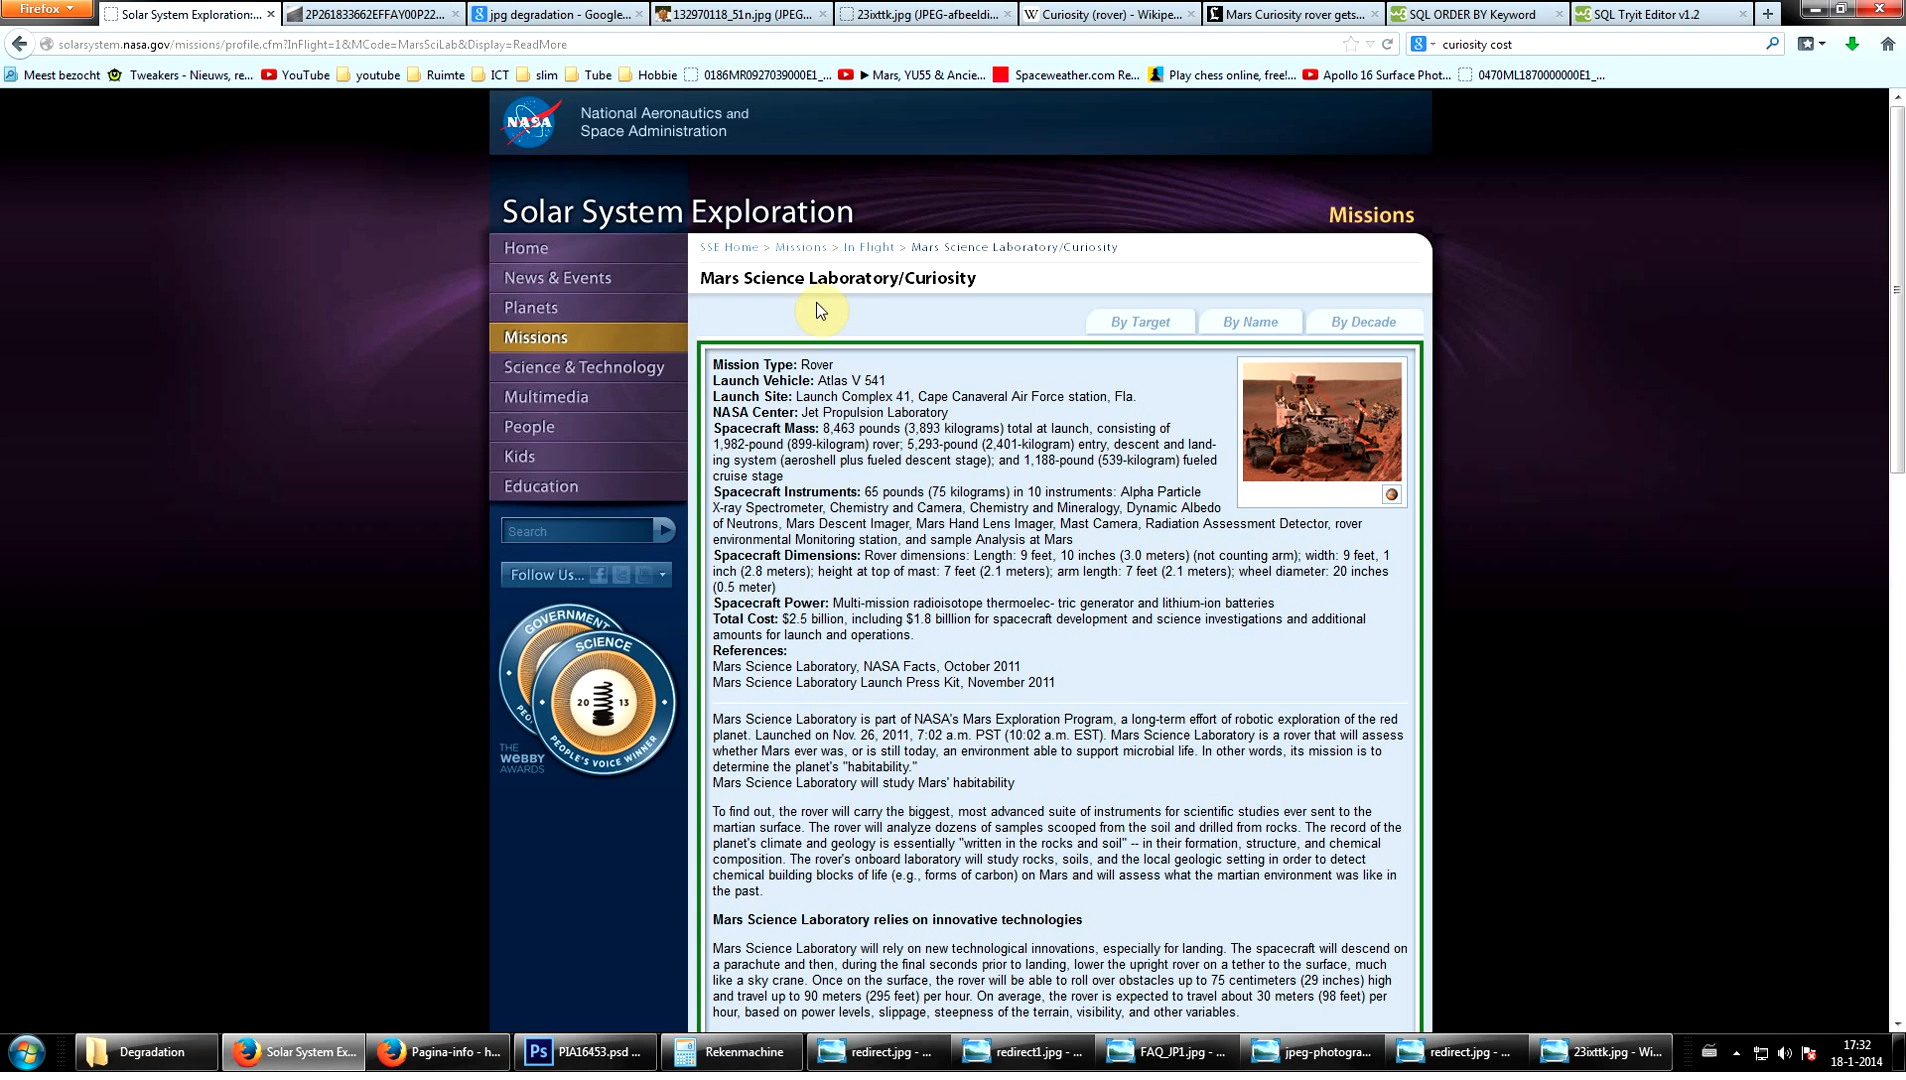 Firefox
Solar System Exploration:...
2P261833662EFFAY00P22...
jpg degradation - Google...
132970118_51n.jpg (JPEG...
23ixttk.jpg (JPEG-afbeeldi...
Curiosity (rover) - Wikipe...
Mars Curiosity rover gets...
SQL ORDER BY Keyword
SQL Tryit Editor v1.2
solarsystem.nasa.gov/missions/profile.cfm?InFlight=1&MCode=MarsSciLab&Display=ReadMore
curiosity cost
Meest bezocht
Tweakers - Nieuws, re...
YouTube
youtube
Ruimte
ICT
slim
Tube
Hobbie
0186MR0927039000E1_...
► Mars, YU55 & Ancie...
Spaceweather.com Re...
Play chess online, free!...
Apollo 16 Surface Phot...
0470ML1870000000E1_...
NASA
National Aeronautics and
Space Administration
Solar System Exploration
Missions
Home
News & Events
Planets
Missions
Science & Technology
Multimedia
People
Kids
Education
Search
Follow Us...
GOVERNMENT
SCIENCE
20 13
PEOPLE'S VOICE WINNER
THE
WEBBY
AWARDS
SSE Home > Missions > In Flight > Mars Science Laboratory/Curiosity
Mars Science Laboratory/Curiosity
By Target
By Name
By Decade
Mission Type: Rover
Launch Vehicle: Atlas V 541
Launch Site: Launch Complex 41, Cape Canaveral Air Force station, Fla.
NASA Center: Jet Propulsion Laboratory
Spacecraft Mass: 8,463 pounds (3,893 kilograms) total at launch, consisting of
1,982-pound (899-kilogram) rover; 5,293-pound (2,401-kilogram) entry, descent and land-
ing system (aeroshell plus fueled descent stage); and 1,188-pound (539-kilogram) fueled
cruise stage
Spacecraft Instruments: 65 pounds (75 kilograms) in 10 instruments: Alpha Particle
X-ray Spectrometer, Chemistry and Camera, Chemistry and Mineralogy, Dynamic Albedo
of Neutrons, Mars Descent Imager, Mars Hand Lens Imager, Mast Camera, Radiation Assessment Detector, rover
environmental Monitoring station, and sample Analysis at Mars
Spacecraft Dimensions: Rover dimensions: Length: 9 feet, 10 inches (3.0 meters) (not counting arm); width: 9 feet, 1
inch (2.8 meters); height at top of mast: 7 feet (2.1 meters); arm length: 7 feet (2.1 meters); wheel diameter: 20 inches
(0.5 meter)
Spacecraft Power: Multi-mission radioisotope thermoelec- tric generator and lithium-ion batteries
Total Cost: $2.5 billion, including $1.8 billlion for spacecraft development and science investigations and additional
amounts for launch and operations.
References:
Mars Science Laboratory, NASA Facts, October 2011
Mars Science Laboratory Launch Press Kit, November 2011
Mars Science Laboratory is part of NASA's Mars Exploration Program, a long-term effort of robotic exploration of the red
planet. Launched on Nov. 26, 2011, 7:02 a.m. PST (10:02 a.m. EST). Mars Science Laboratory is a rover that will assess
whether Mars ever was, or is still today, an environment able to support microbial life. In other words, its mission is to
determine the planet's "habitability."
Mars Science Laboratory will study Mars' habitability
To find out, the rover will carry the biggest, most advanced suite of instruments for scientific studies ever sent to the
martian surface. The rover will analyze dozens of samples scooped from the soil and drilled from rocks. The record of the
planet's climate and geology is essentially "written in the rocks and soil" -- in their formation, structure, and chemical
composition. The rover's onboard laboratory will study rocks, soils, and the local geologic setting in order to detect
chemical building blocks of life (e.g., forms of carbon) on Mars and will assess what the martian environment was like in
the past.
Mars Science Laboratory relies on innovative technologies
Mars Science Laboratory will rely on new technological innovations, especially for landing. The spacecraft will descend on
a parachute and then, during the final seconds prior to landing, lower the upright rover on a tether to the surface, much
like a sky crane. Once on the surface, the rover will be able to roll over obstacles up to 75 centimeters (29 inches) high
and travel up to 90 meters (295 feet) per hour. On average, the rover is expected to travel about 30 meters (98 feet) per
hour, based on power levels, slippage, steepness of the terrain, visibility, and other variables.
Degradation
Solar System Ex...
Pagina-info - h...
PIA16453.psd ...
Rekenmachine
redirect.jpg - ...
redirect1.jpg - ...
FAQ_JP1.jpg - ...
jpeg-photogra...
redirect.jpg - ...
23ixttk.jpg - Wi...
17:32
18-1-2014